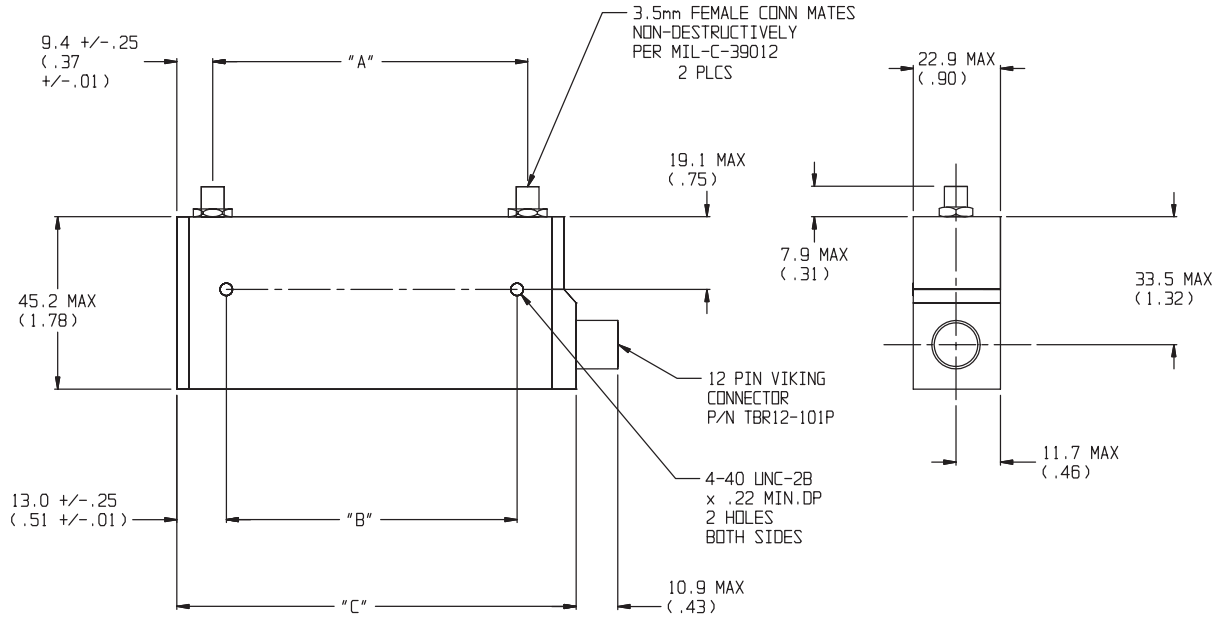 3.5mm FEMALE CONN MATES
NON-DESTRUCTIVELY
PER MIL-C-39012
2 PLCS
9.4 +/-.25
(.37
+/-.01)
"A"
22.9 MAX
(.90)
19.1 MAX
(.75)
7.9 MAX
(.31)
33.5 MAX
(1.32)
45.2 MAX
(1.78)
12 PIN VIKING
CONNECTOR
P/N TBR12-101P
11.7 MAX
(.46)
4-40 UNC-2B
x .22 MIN.DP
2 HOLES
BOTH SIDES
13.0 +/-.25
(.51 +/-.01)
"B"
10.9 MAX
(.43)
"C"